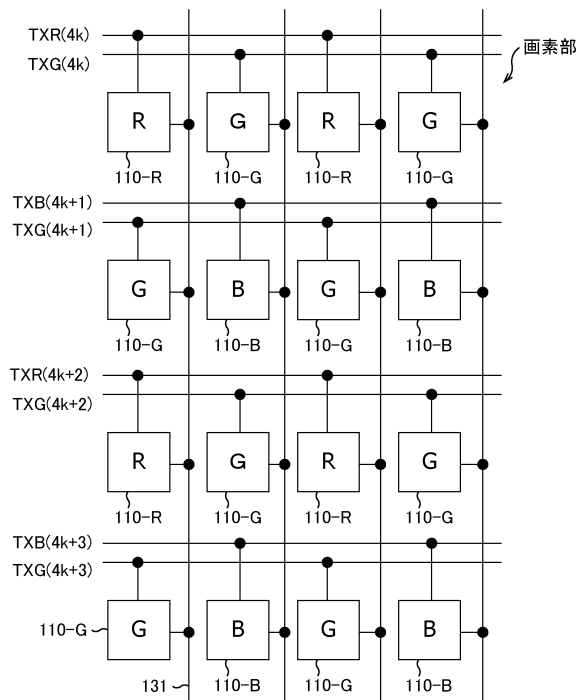 TXR(4k)
TXG(4k)
画素部
R G R G
110-R 110-G 110-R 110-G
TXB(4k+1)
TXG(4k+1)
G B G B
110-G 110-B 110-G 110-B
TXR(4k+2)
TXG(4k+2)
R G R G
110-R 110-G 110-R 110-G
TXB(4k+3)
TXG(4k+3)
110-G G B G B
131 110-B 110-G 110-B